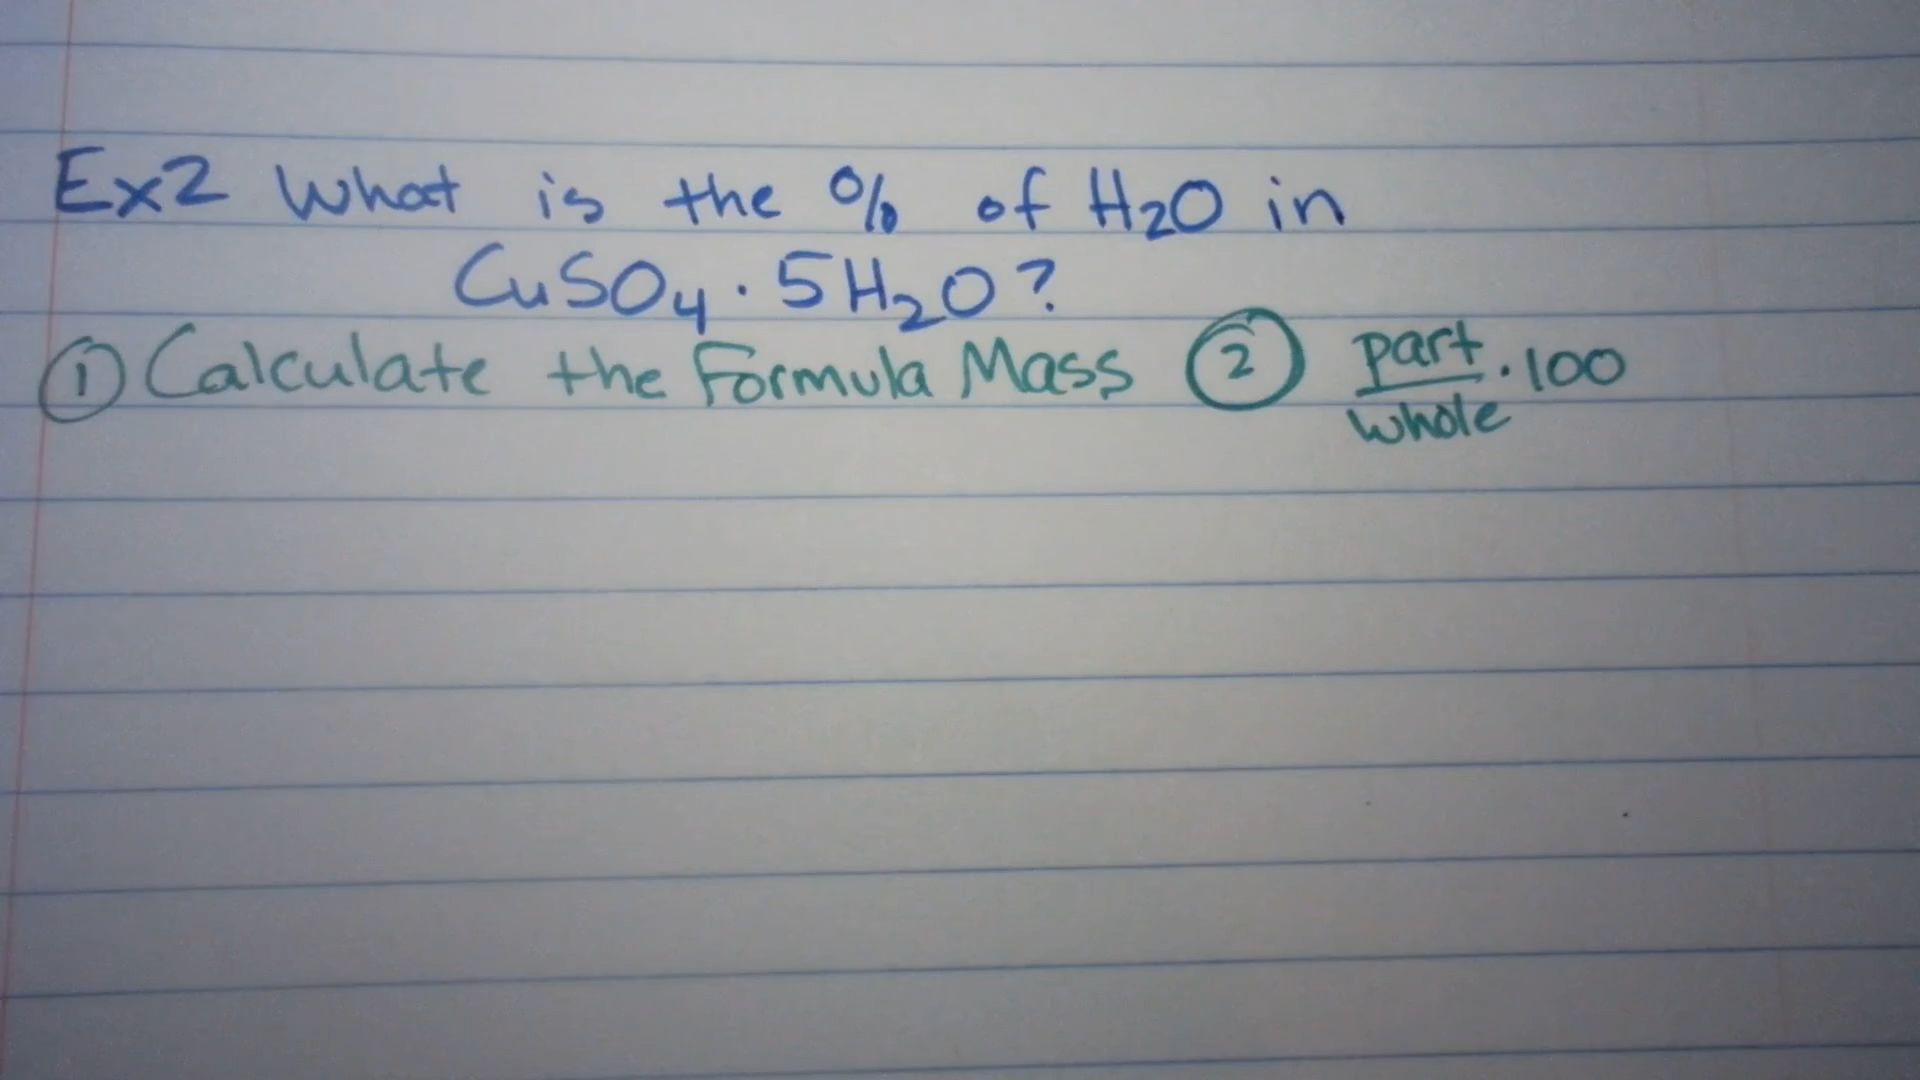 Ex2 What is the % of H₂O in
CuSO₄ · 5H₂O?
① Calculate the Formula Mass ② part/whole · 100